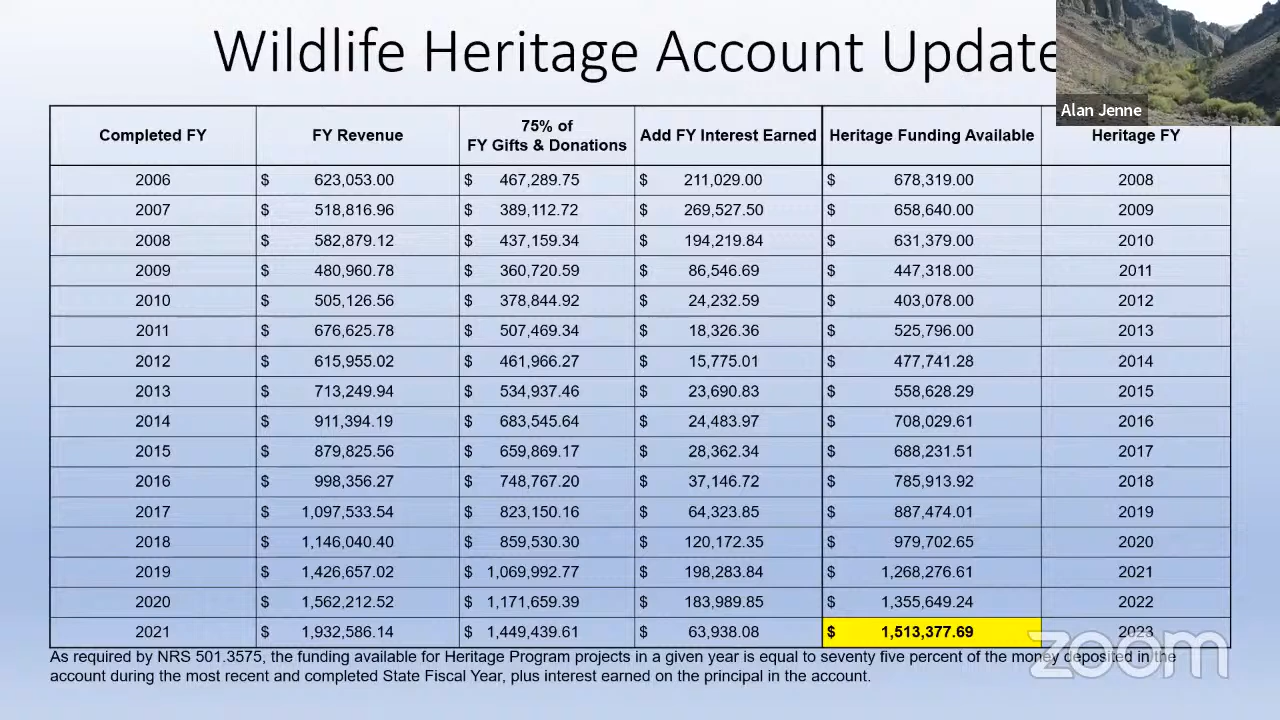 Wildlife Heritage Account Update
Alan Jenne
Completed FY FY Revenue 75% of FY Gifts & Donations Add FY Interest Earned Heritage Funding Available Heritage FY
2006 $ 623,053.00 $ 467,289.75 $ 211,029.00 $ 678,319.00 2008
2007 $ 518,816.96 $ 389,112.72 $ 269,527.50 $ 658,640.00 2009
2008 $ 582,879.12 $ 437,159.34 $ 194,219.84 $ 631,379.00 2010
2009 $ 480,960.78 $ 360,720.59 $ 86,546.69 $ 447,318.00 2011
2010 $ 505,126.56 $ 378,844.92 $ 24,232.59 $ 403,078.00 2012
2011 $ 676,625.78 $ 507,469.34 $ 18,326.36 $ 525,796.00 2013
2012 $ 615,955.02 $ 461,966.27 $ 15,775.01 $ 477,741.28 2014
2013 $ 713,249.94 $ 534,937.46 $ 23,690.83 $ 558,628.29 2015
2014 $ 911,394.19 $ 683,545.64 $ 24,483.97 $ 708,029.61 2016
2015 $ 879,825.56 $ 659,869.17 $ 28,362.34 $ 688,231.51 2017
2016 $ 998,356.27 $ 748,767.20 $ 37,146.72 $ 785,913.92 2018
2017 $ 1,097,533.54 $ 823,150.16 $ 64,323.85 $ 887,474.01 2019
2018 $ 1,146,040.40 $ 859,530.30 $ 120,172.35 $ 979,702.65 2020
2019 $ 1,426,657.02 $ 1,069,992.77 $ 198,283.84 $ 1,268,276.61 2021
2020 $ 1,562,212.52 $ 1,171,659.39 $ 183,989.85 $ 1,355,649.24 2022
2021 $ 1,932,586.14 $ 1,449,439.61 $ 63,938.08 $ 1,513,377.69 2023
As required by NRS 501.3575, the funding available for Heritage Program projects in a given year is equal to seventy five percent of the money deposited in the
account during the most recent and completed State Fiscal Year, plus interest earned on the principal in the account.
zoom